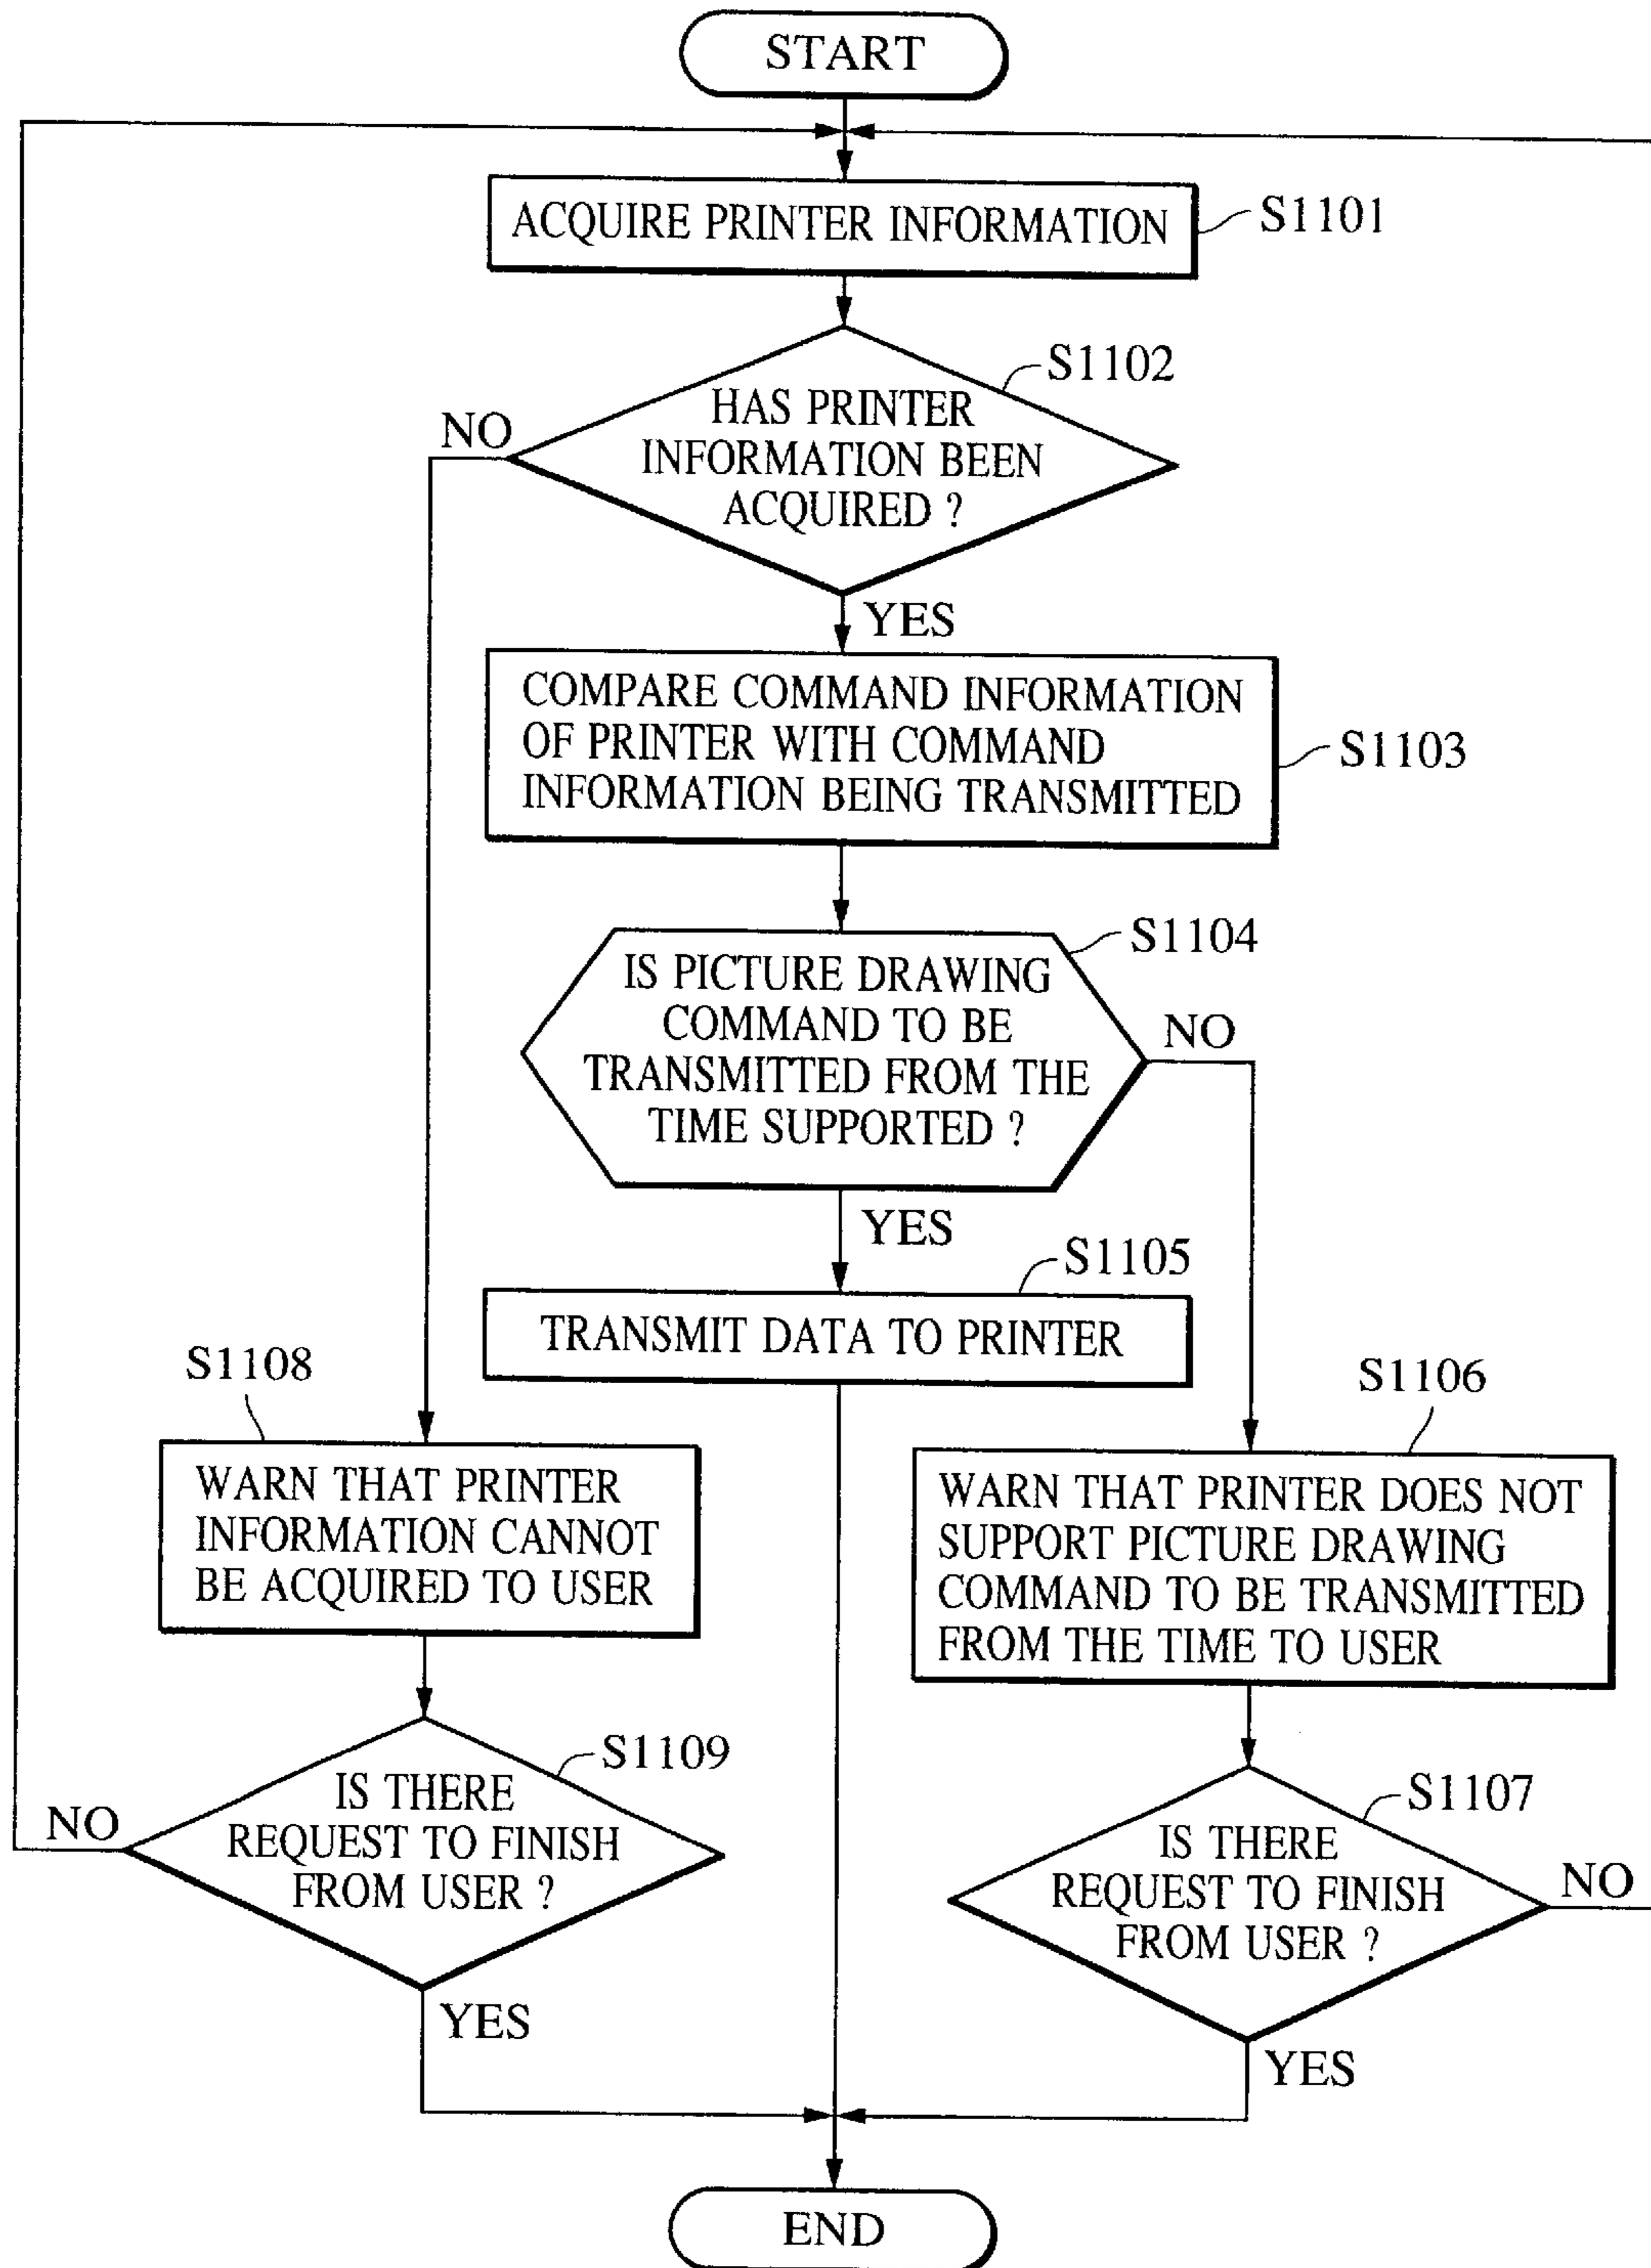 START
ACQUIRE PRINTER INFORMATION
S1101
S1102
HAS PRINTER
INFORMATION BEEN
ACQUIRED ?
NO
YES
COMPARE COMMAND INFORMATION
OF PRINTER WITH COMMAND
INFORMATION BEING TRANSMITTED
S1103
S1104
IS PICTURE DRAWING
COMMAND TO BE
TRANSMITTED FROM THE
TIME SUPPORTED ?
NO
YES
S1105
TRANSMIT DATA TO PRINTER
S1108
WARN THAT PRINTER
INFORMATION CANNOT
BE ACQUIRED TO USER
S1106
WARN THAT PRINTER DOES NOT
SUPPORT PICTURE DRAWING
COMMAND TO BE TRANSMITTED
FROM THE TIME TO USER
S1109
IS THERE
REQUEST TO FINISH
FROM USER ?
NO
YES
S1107
IS THERE
REQUEST TO FINISH
FROM USER ?
NO
YES
END